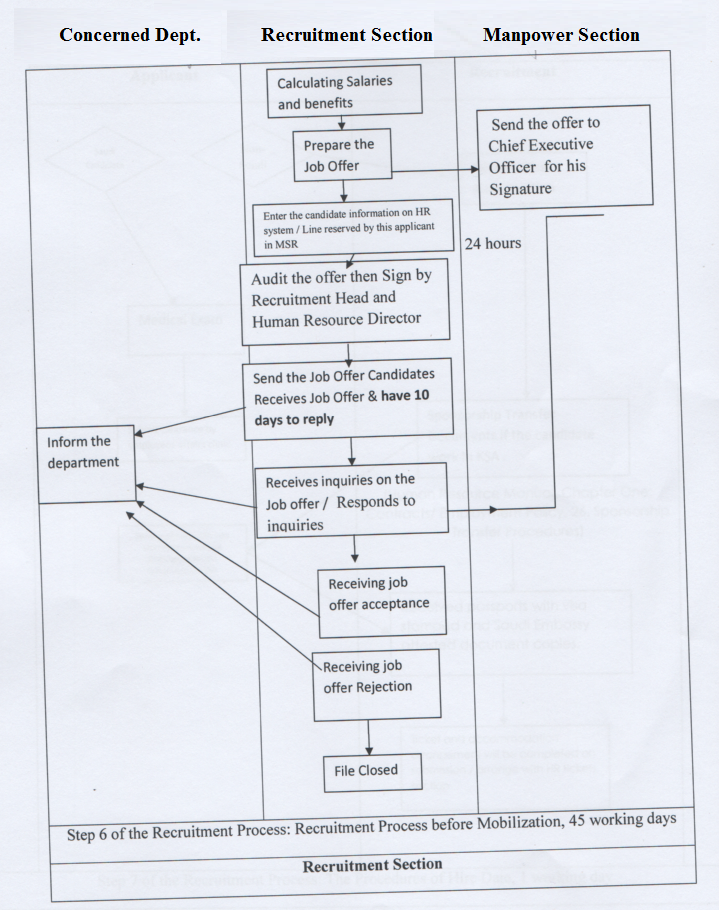 Concerned Dept. Recruitment Section Manpower Section
Calculating Salaries
and benefits
Prepare the
Job Offer
Send the offer to
Chief Executive
Officer for his
Signature
Enter the candidate information on HR
system / Line reserved by this applicant
in MSR
24 hours
Audit the offer then Sign by
Recruitment Head and
Human Resource Director
Send the Job Offer Candidates
Receives Job Offer & have 10
days to reply
Inform the
department
Receives inquiries on the
Job offer / Responds to
inquiries
Receiving job
offer acceptance
Receiving job
offer Rejection
File Closed
Step 6 of the Recruitment Process: Recruitment Process before Mobilization, 45 working days
Recruitment Section